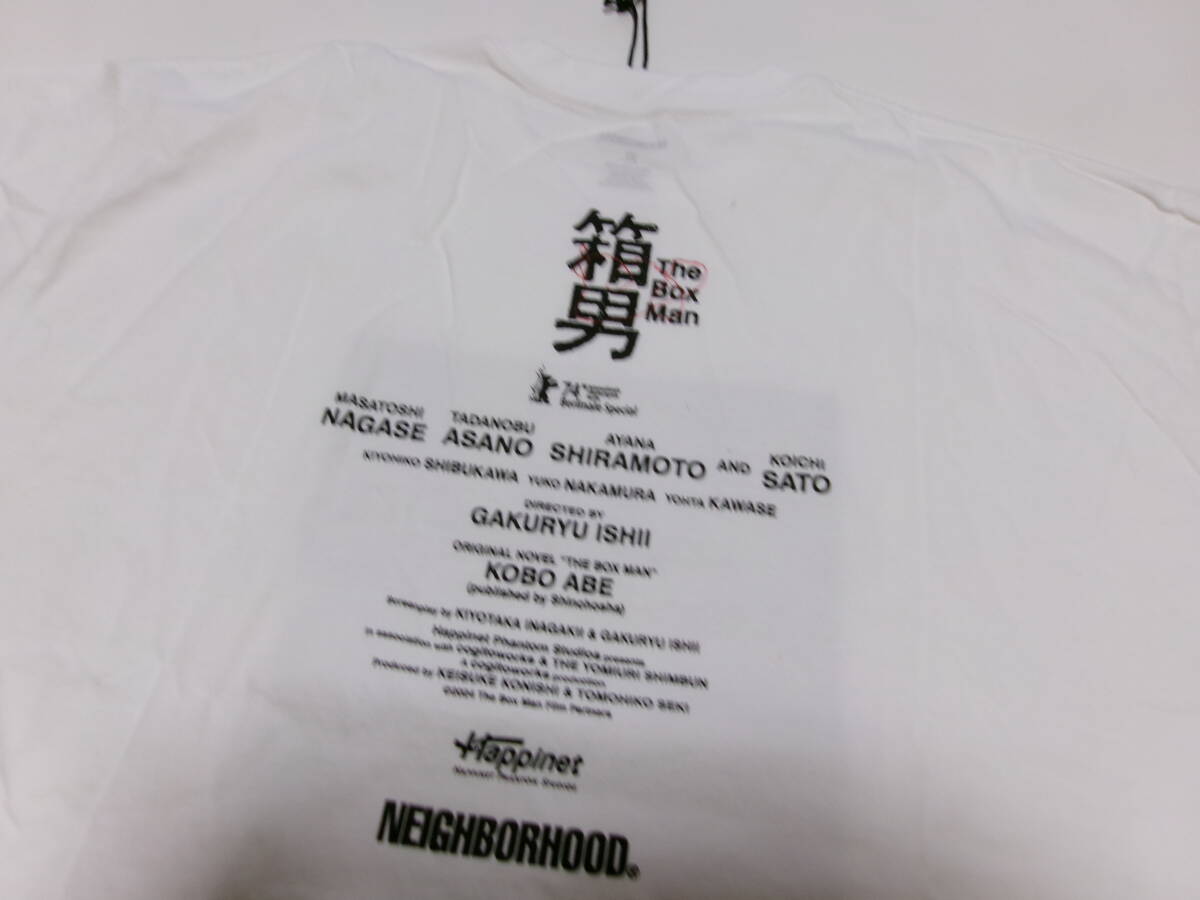 箱男
The
Box
Man
74
Berlinale Special
MASATOSHI NAGASE
TADANOBU ASANO
AYANA SHIRAMOTO
AND
KOICHI SATO
KIYOHIKO SHIBUKAWA YUKO NAKAMURA YOHTA KAWASE
DIRECTED BY
GAKURYU ISHII
ORIGINAL NOVEL "THE BOX MAN"
KOBO ABE
(published by Shinchosha)
Screenplay by KIYOTAKA INAGAKI & GAKURYU ISHII
Happinet Phantom Studios presents
in association with cogitoworks & THE YOMIURI SHIMBUN
A cogitoworks production
Produced by KEISUKE KONISHI & TOMOHIKO SEKI
©2024 The Box Man Film Partners
Happinet
NEIGHBORHOOD®